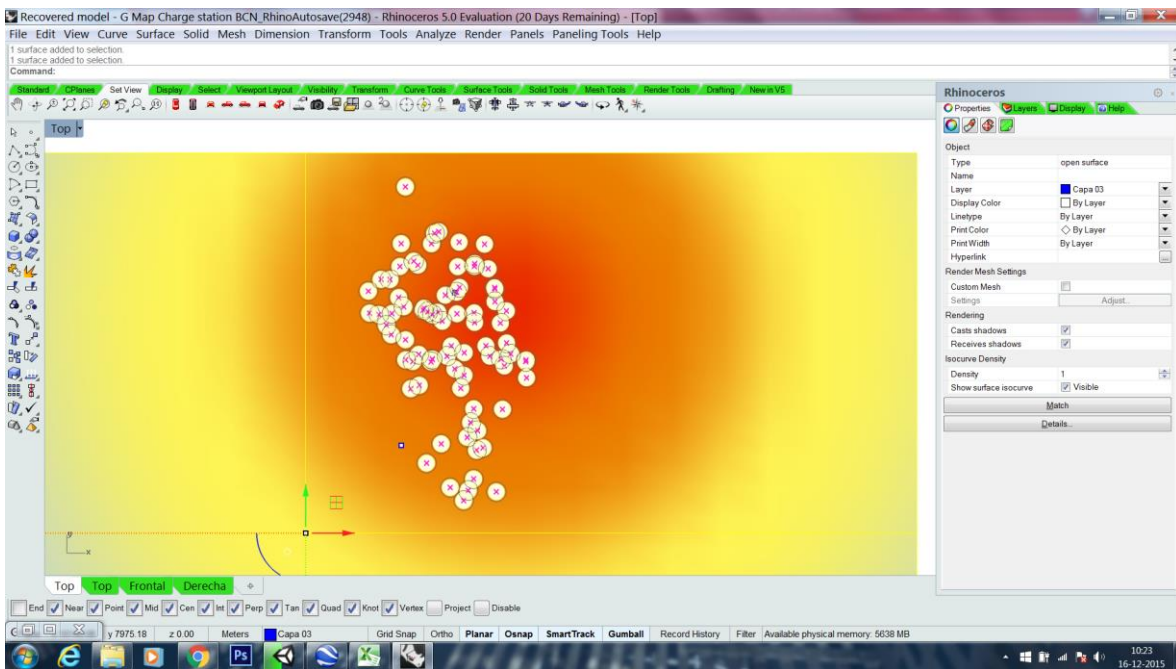 Recovered model - G Map Charge station BCN_RhinoAutosave(2948) - Rhinoceros 5.0 Evaluation (20 Days Remaining) - [Top]
File Edit View Curve Surface Solid Mesh Dimension Transform Tools Analyze Render Panels Paneling Tools Help
1 surface added to selection.
1 surface added to selection.
Command:
Standard CPlanes Set View Display Select Viewport Layout Visibility Transform Curve Tools Surface Tools Solid Tools Mesh Tools Render Tools Drafting New in V5
Top
y
x
Top Top Frontal Derecha
End Near Point Mid Cen Int Perp Tan Quad Knot Vertex Project Disable
y 7975.18 z 0.00 Meters Capa 03 Grid Snap Ortho Planar Osnap SmartTrack Gumball Record History Filter Available physical memory: 5638 MB
Rhinoceros
Properties Layers Display Help
Object
Type open surface
Name
Layer Capa 03
Display Color By Layer
Linetype By Layer
Print Color By Layer
Print Width By Layer
Hyperlink ...
Render Mesh Settings
Custom Mesh
Settings Adjust..
Rendering
Casts shadows
Receives shadows
Isocurve Density
Density 1
Show surface isocurve Visible
Match
Details...
Ps
10:23
16-12-2015